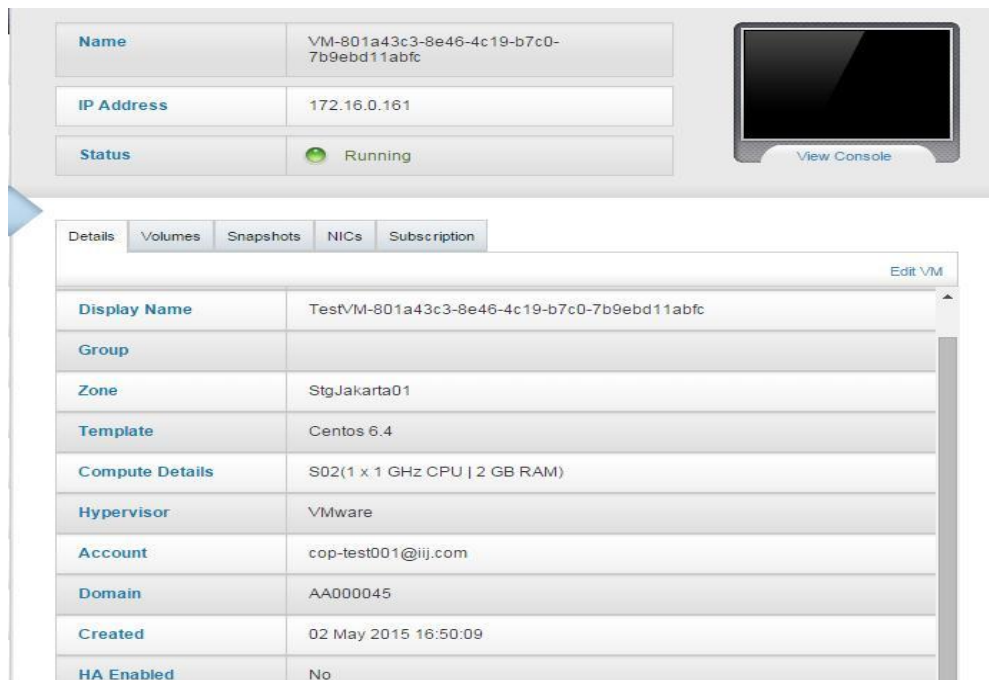 Name VM-801a43c3-8e46-4c19-b7c0-
7b9ebd11abfc
IP Address 172.16.0.161
Status Running
View Console
Details Volumes Snapshots NICs Subscription
Edit VM
Display Name TestVM-801a43c3-8e46-4c19-b7c0-7b9ebd11abfc
Group
Zone StgJakarta01
Template Centos 6.4
Compute Details S02(1 x 1 GHz CPU | 2 GB RAM)
Hypervisor VMware
Account cop-test001@iij.com
Domain AA000045
Created 02 May 2015 16:50:09
HA Enabled No